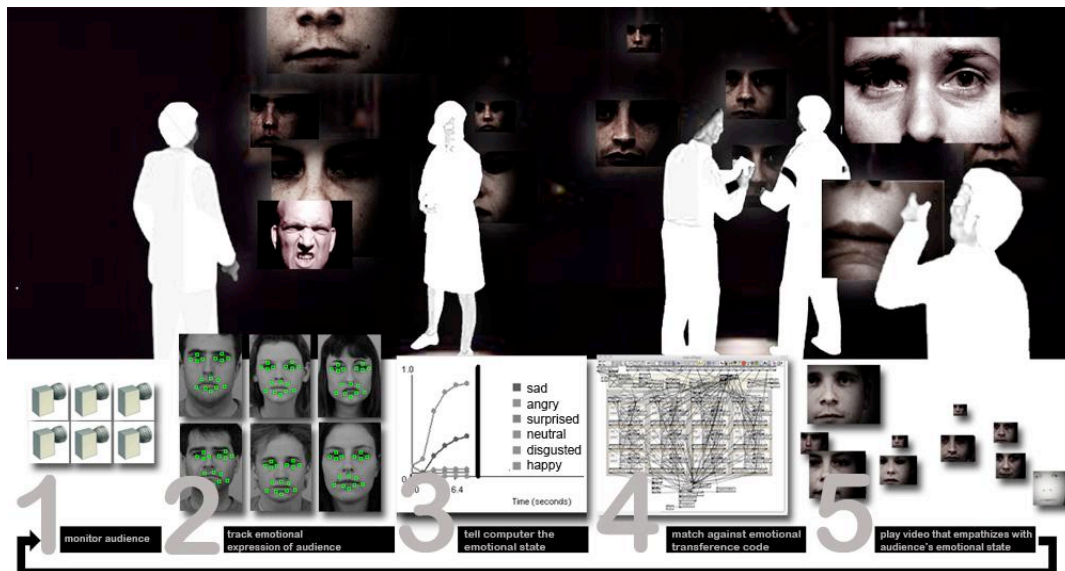 1.0
sad
angry
surprised
neutral
disgusted
happy
6.4
Time (seconds)
1
monitor audience
2
track emotional
expression of audience
3
tell computer the
emotional state
4
match against emotional
transference code
5
play video that empathizes with
audience's emotional state